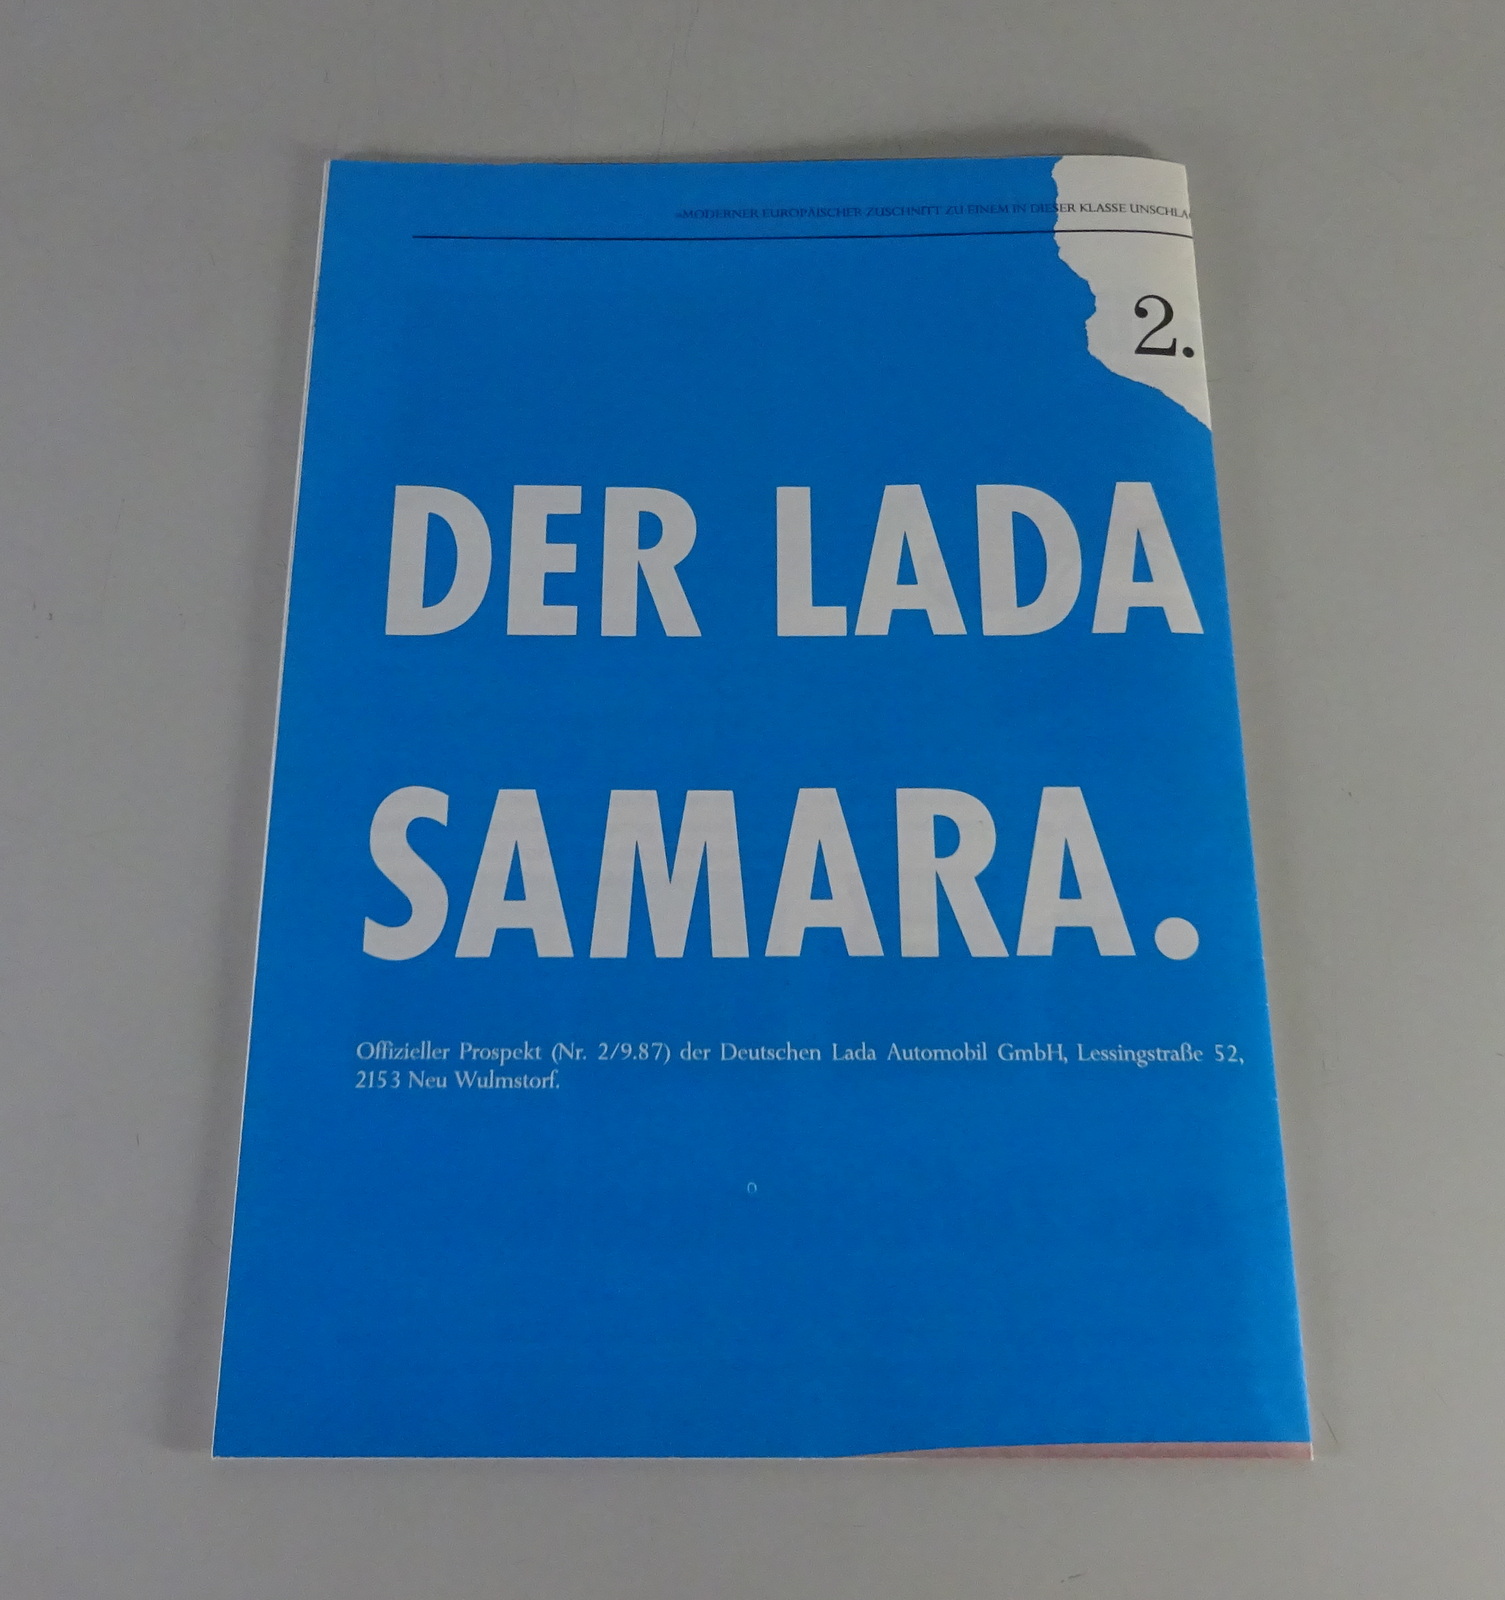 »MODERNER EUROPÄISCHER ZUSCHNITT ZU EINEM IN DIESER KLASSE
2.
DER LADA
SAMARA.
Offizieller Prospekt (Nr. 2/9.87) der Deutschen Lada Automobil GmbH, Lessingstraße 52,
2153 Neu Wulmstorf.